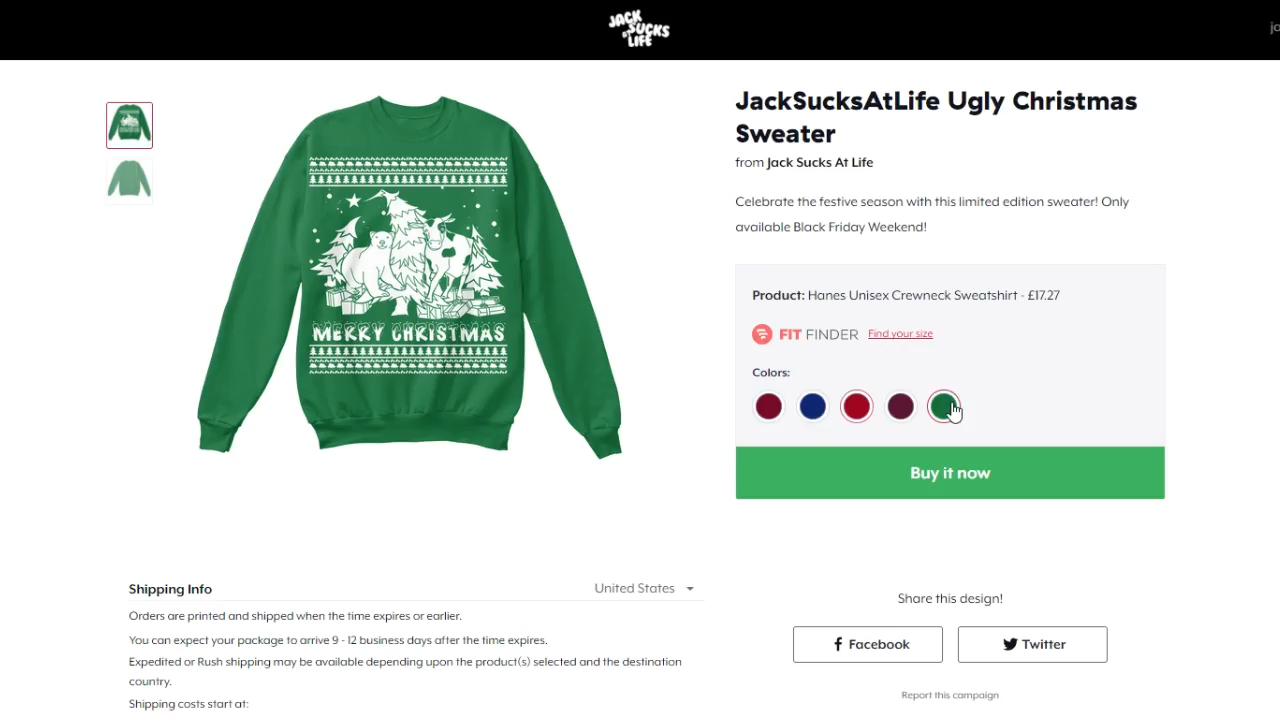 JACK
SUCKS
AT
LIFE
jo
JackSucksAtLife Ugly Christmas
Sweater
from Jack Sucks At Life
Celebrate the festive season with this limited edition sweater! Only
available Black Friday Weekend!
MERRY CHRISTMAS
Product: Hanes Unisex Crewneck Sweatshirt - £17.27
FIT FINDER Find your size
Colors:
Buy it now
Shipping Info
United States
Orders are printed and shipped when the time expires or earlier.
You can expect your package to arrive 9 - 12 business days after the time expires.
Expedited or Rush shipping may be available depending upon the product(s) selected and the destination
country.
Shipping costs start at:
Share this design!
Facebook
Twitter
Report this campaign